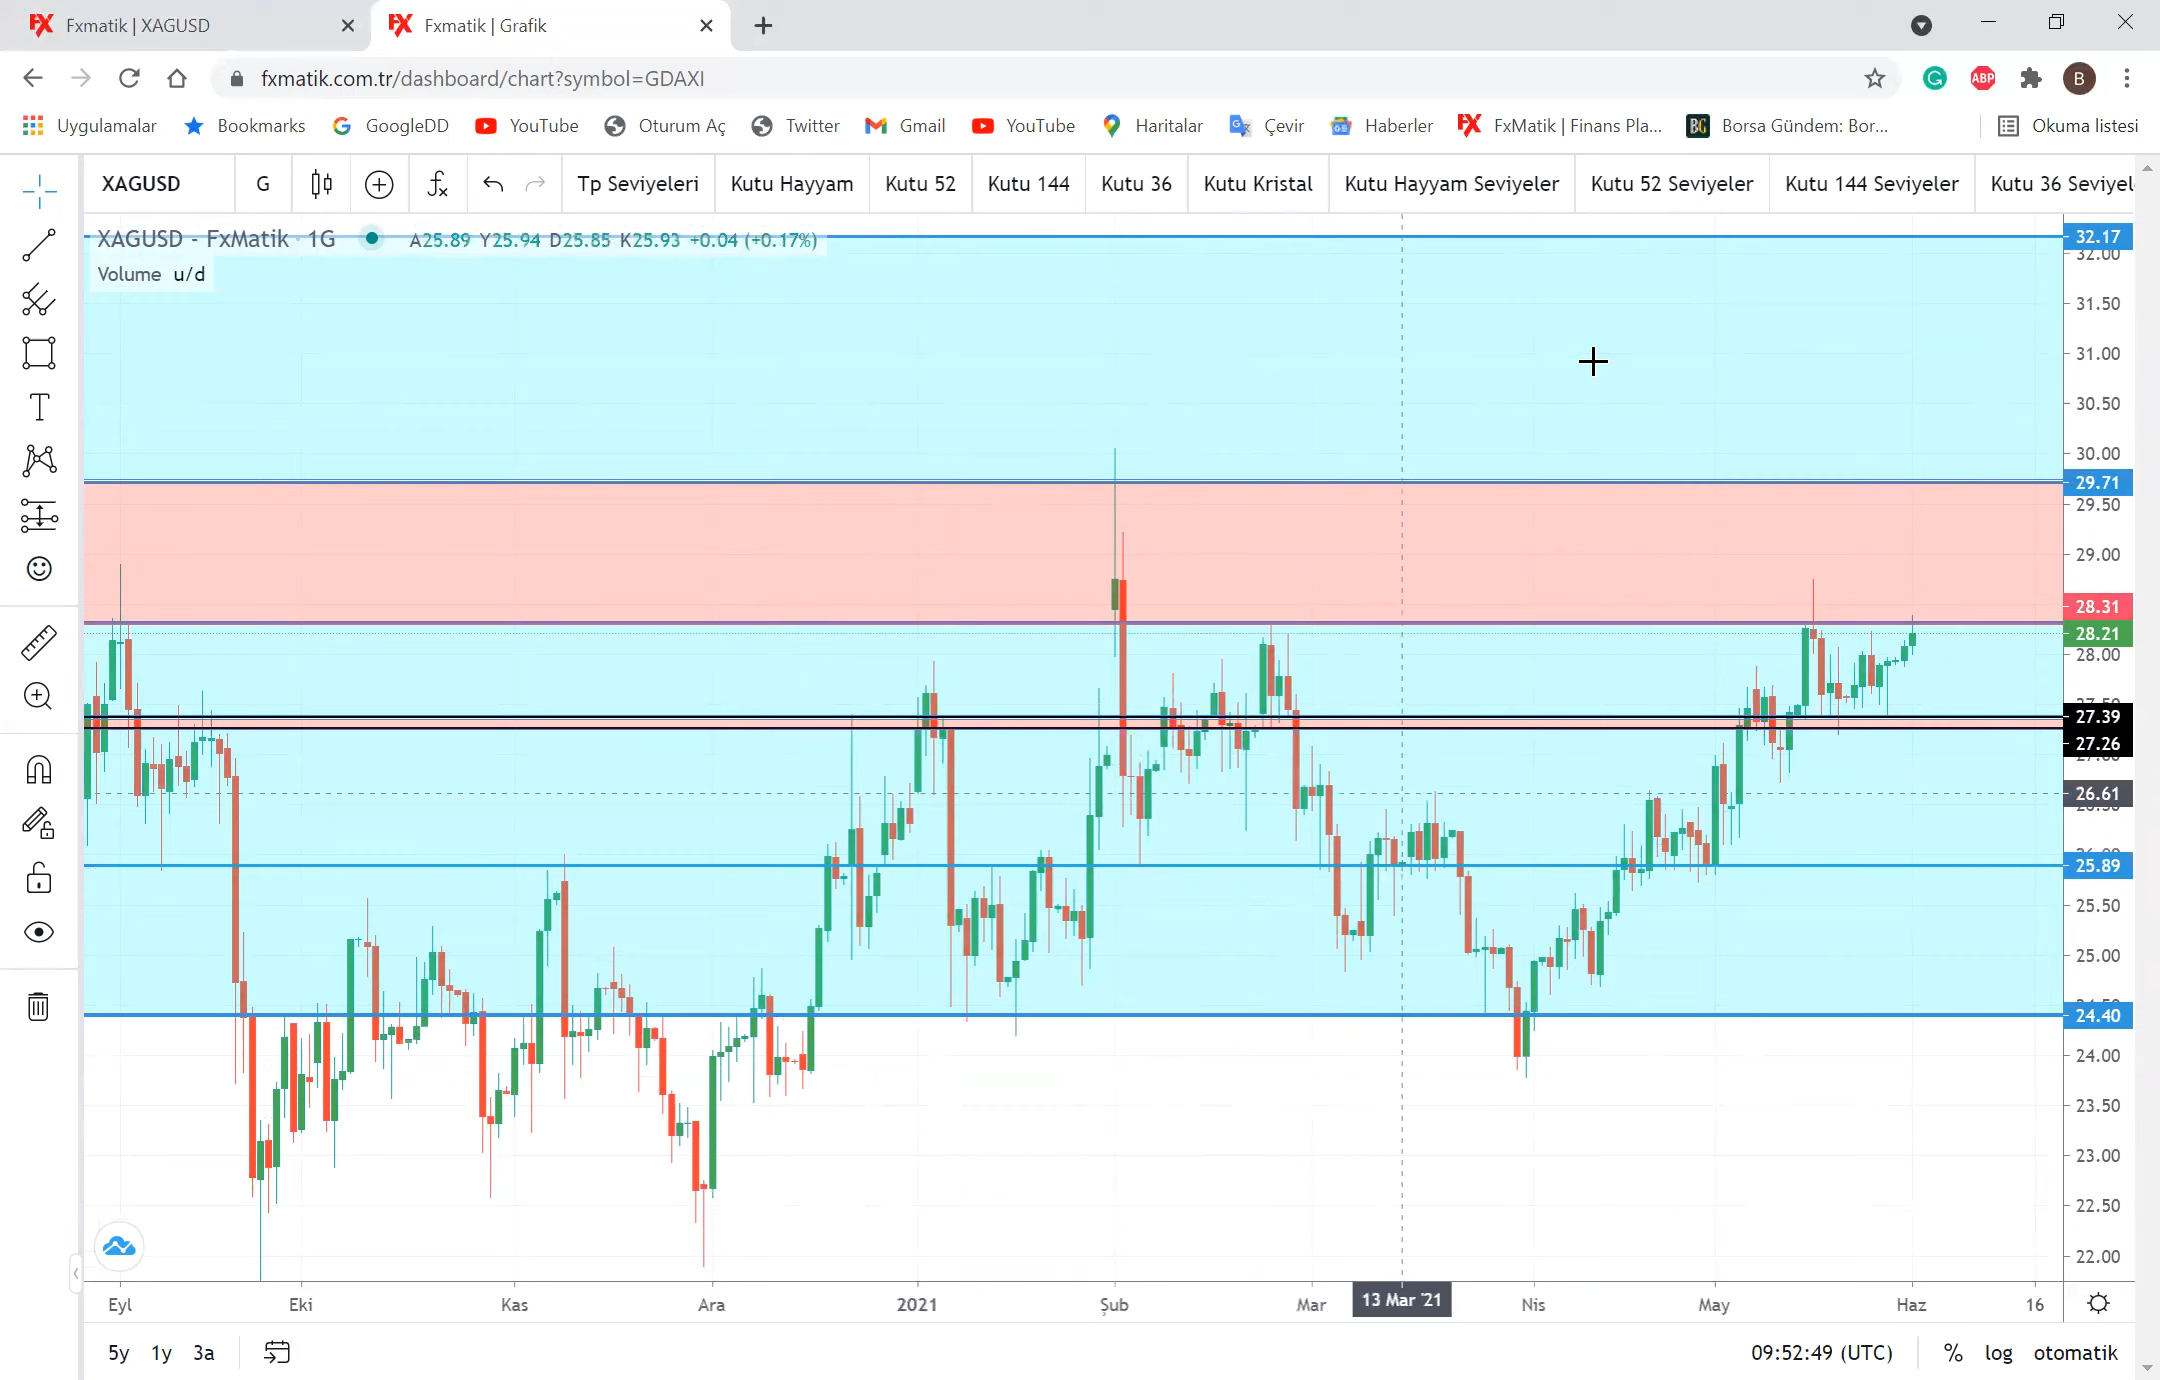 Fxmatik | XAGUSD
Fxmatik | Grafik
fxmatik.com.tr/dashboard/chart?symbol=GDAXI
ABP
B
Uygulamalar
Bookmarks
GoogleDD
YouTube
Oturum Aç
Twitter
Gmail
YouTube
Haritalar
Çevir
Haberler
FxMatik | Finans Pla...
BG
Borsa Gündem: Bor...
Okuma listesi
XAGUSD
G
Tp Seviyeleri
Kutu Hayyam
Kutu 52
Kutu 144
Kutu 36
Kutu Kristal
Kutu Hayyam Seviyeler
Kutu 52 Seviyeler
Kutu 144 Seviyeler
Kutu 36 Seviyel
XAGUSD - FxMatik · 1G
A25.89 Y25.94 D25.85 K25.93 +0.04 (+0.17%)
Volume u/d
32.17
32.00
31.50
31.00
30.50
30.00
29.71
29.50
29.00
28.31
28.21
28.00
27.50
27.39
27.26
26.61
25.89
25.50
25.00
24.40
24.00
23.50
23.00
22.50
22.00
Eyl
Eki
Kas
Ara
2021
Şub
Mar
13 Mar '21
Nis
May
Haz
16
5y
1y
3a
09:52:49 (UTC)
%
log
otomatik